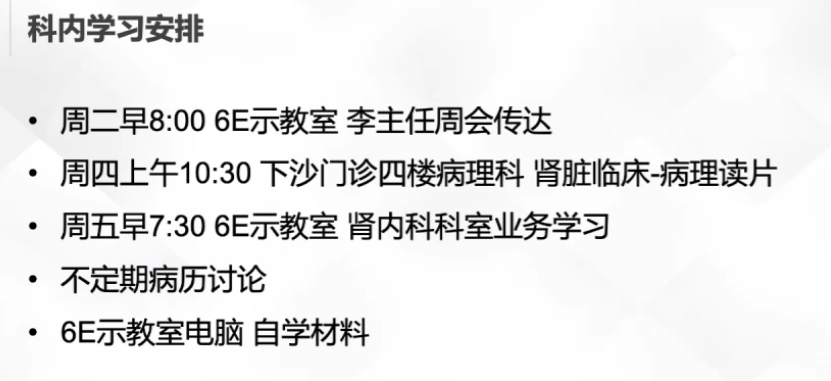 科内学习安排
• 周二早8:00 6E示教室 李主任周会传达
• 周四上午10:30 下沙门诊四楼病理科 肾脏临床-病理读片
• 周五早7:30 6E示教室 肾内科科室业务学习
• 不定期病历讨论
• 6E示教室电脑 自学材料